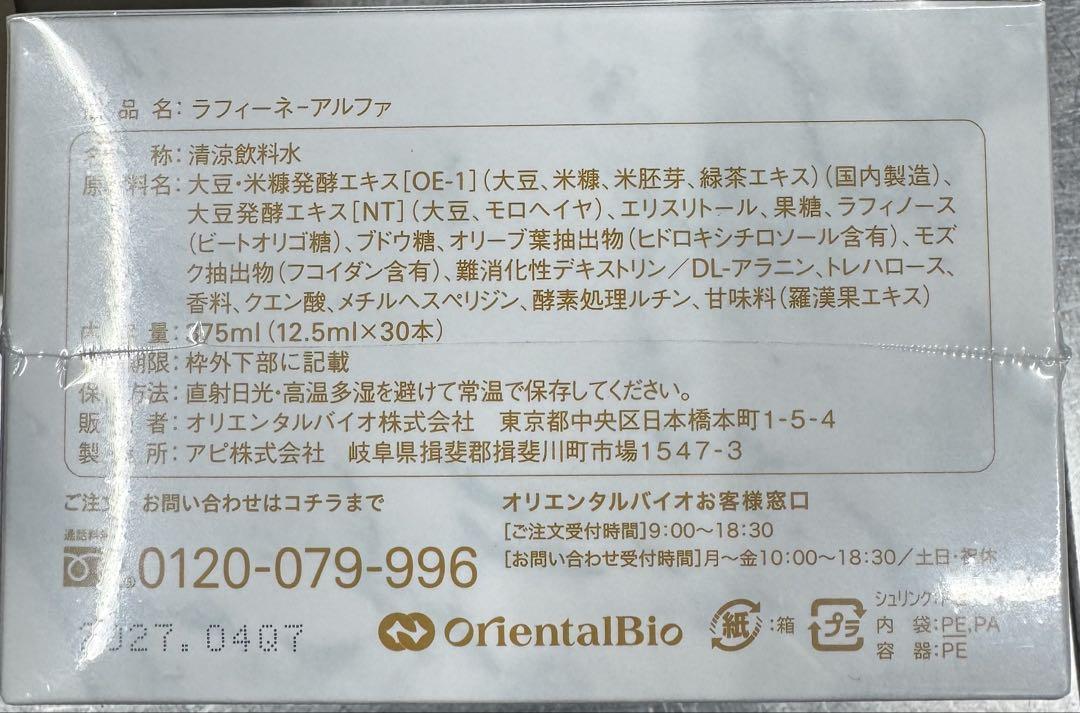 品 名：ラフィーネ-アルファ
称：清涼飲料水
原 料名：大豆・米糠発酵エキス[OE-1]（大豆、米糠、米胚芽、緑茶エキス）（国内製造）、
大豆発酵エキス[NT]（大豆、モロヘイヤ）、エリスリトール、果糖、ラフィノース
（ビートオリゴ糖）、ブドウ糖、オリーブ葉抽出物（ヒドロキシチロソール含有）、モズ
ク抽出物（フコイダン含有）、難消化性デキストリン／DL-アラニン、トレハロース、
香料、クエン酸、メチルヘスペリジン、酵素処理ルチン、甘味料（羅漢果エキス）
内 量：375ml（12.5ml×30本）
期限：枠外下部に記載
保 方法：直射日光・高温多湿を避けて常温で保存してください。
販 者：オリエンタルバイオ株式会社 東京都中央区日本橋本町1-5-4
製 所：アピ株式会社 岐阜県揖斐郡揖斐川町市場1547-3
ご注文 お問い合わせはコチラまで
通話料無
0120-079-996
オリエンタルバイオお客様窓口
[ご注文受付時間]9:00〜18:30
[お問い合わせ受付時間]月〜金10:00〜18:30／土日・祝休
2027.04Q7
OrientalBio
紙：箱
プラ
シュリンク：
内 袋：PE,PA
容 器：PE